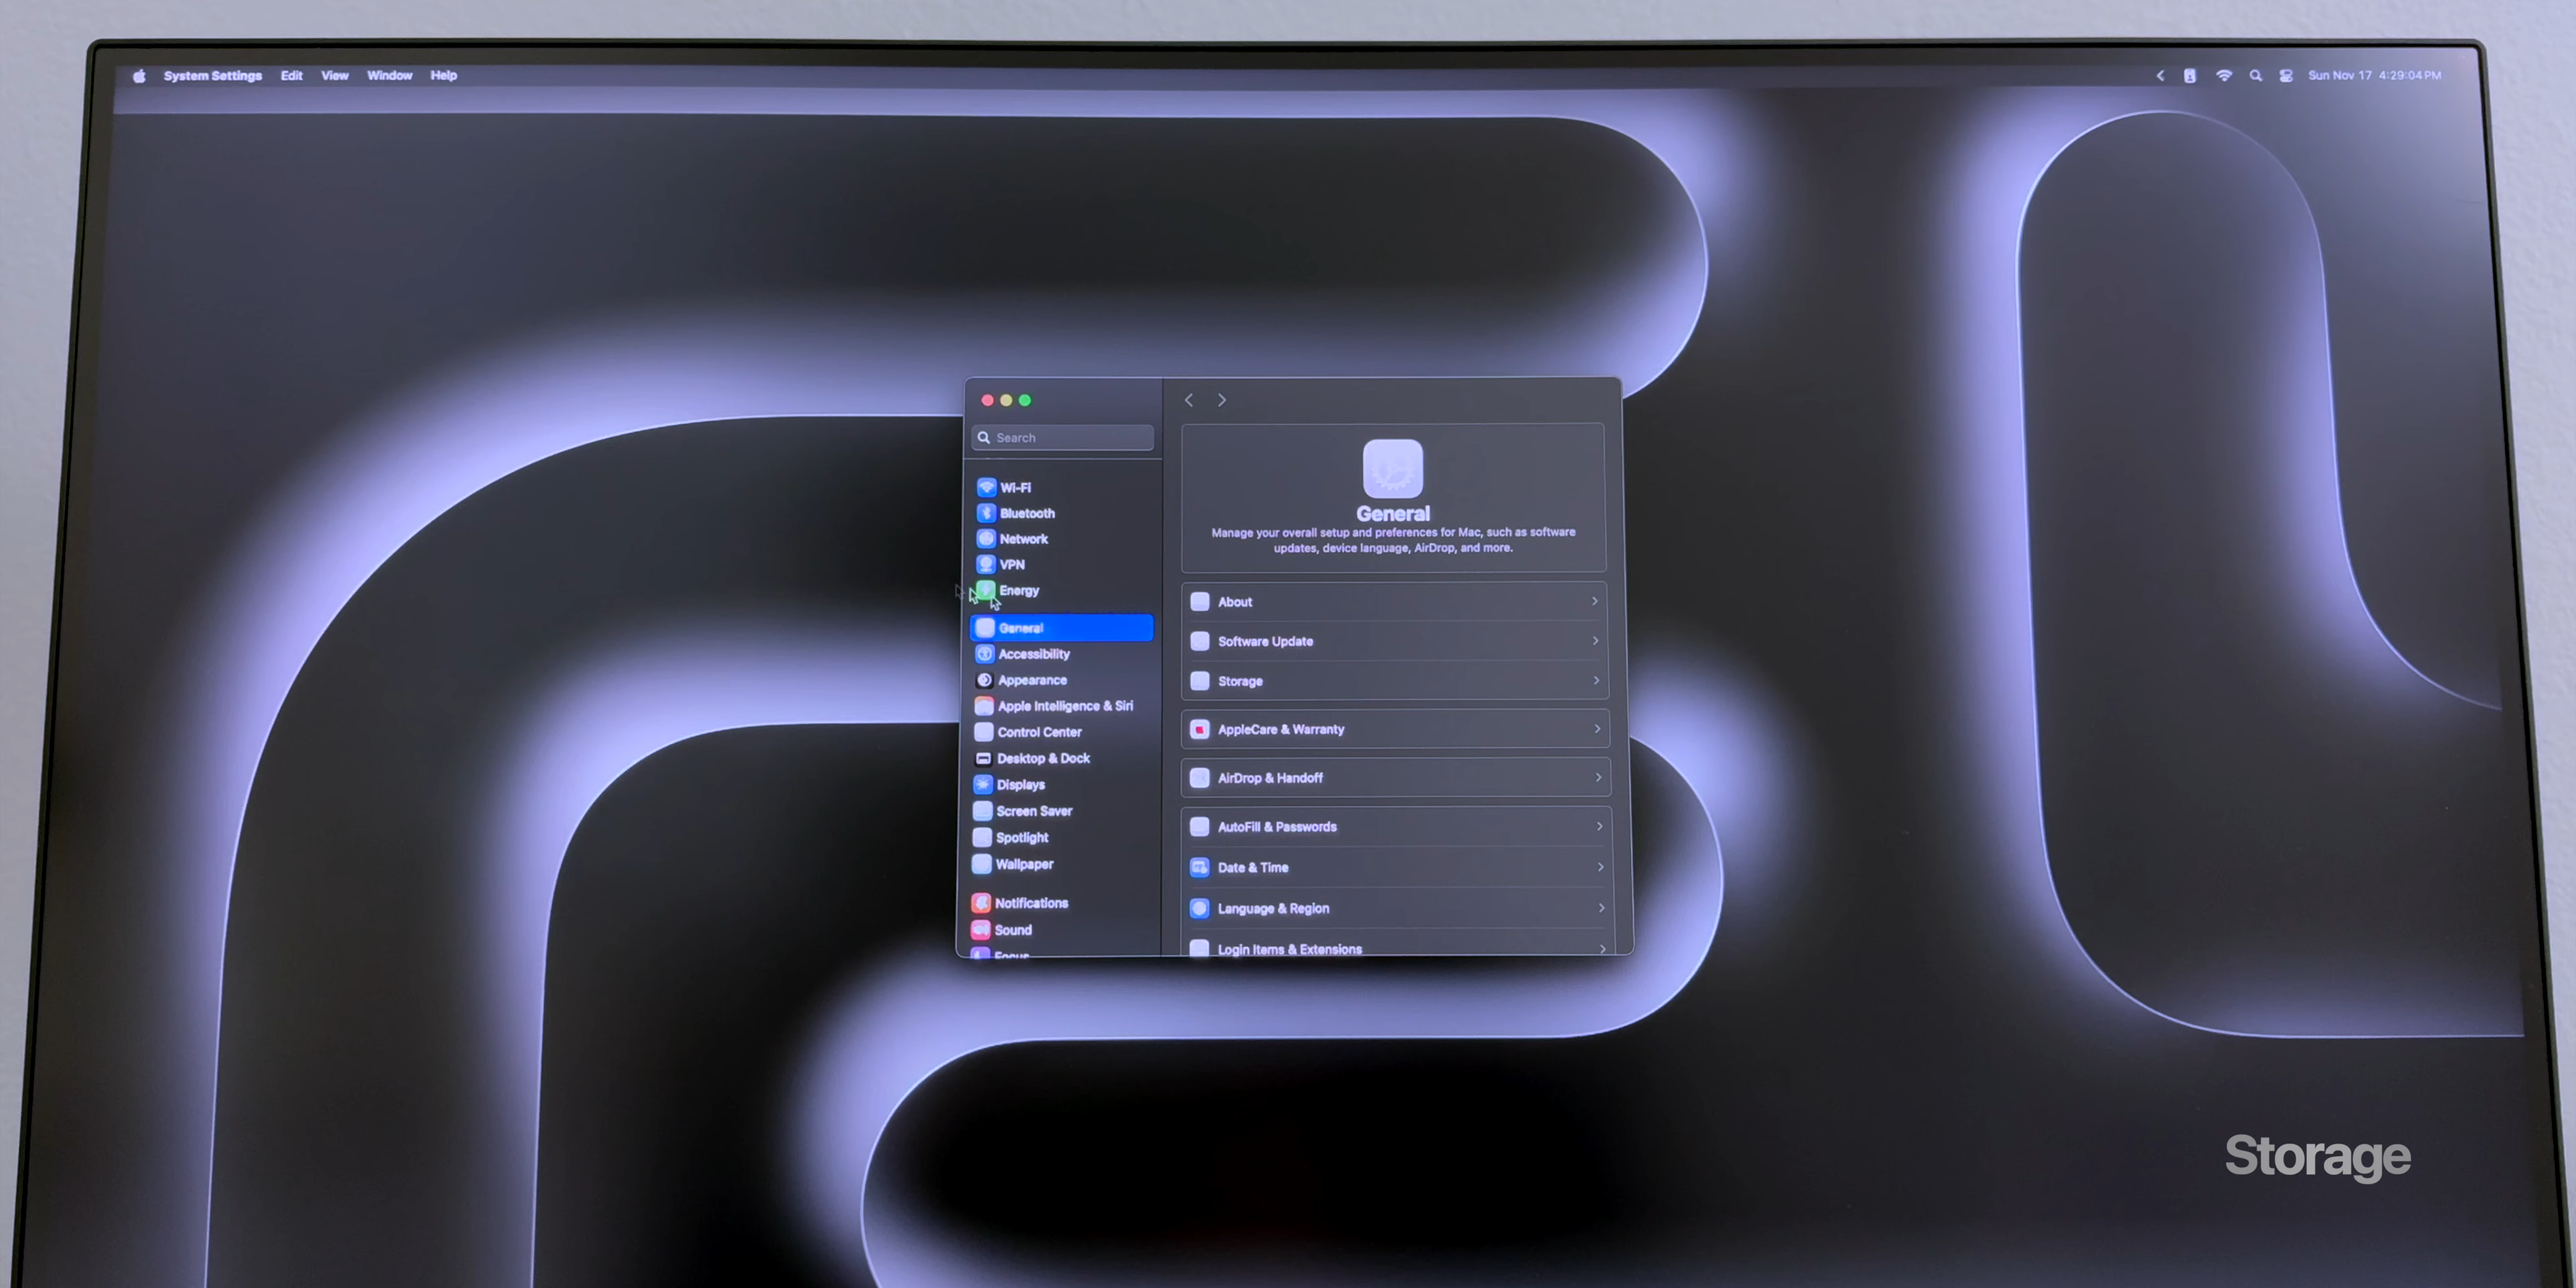 System Settings Edit View Window Help
Sun Nov 17 4:29:04 PM
Search
Wi-Fi
Bluetooth
Network
VPN
Energy
General
Accessibility
Appearance
Apple Intelligence & Siri
Control Center
Desktop & Dock
Displays
Screen Saver
Spotlight
Wallpaper
Notifications
Sound
Focus
General
Manage your overall setup and preferences for Mac, such as software
updates, device language, AirDrop, and more.
About
Software Update
Storage
AppleCare & Warranty
AirDrop & Handoff
AutoFill & Passwords
Date & Time
Language & Region
Login Items & Extensions
Storage